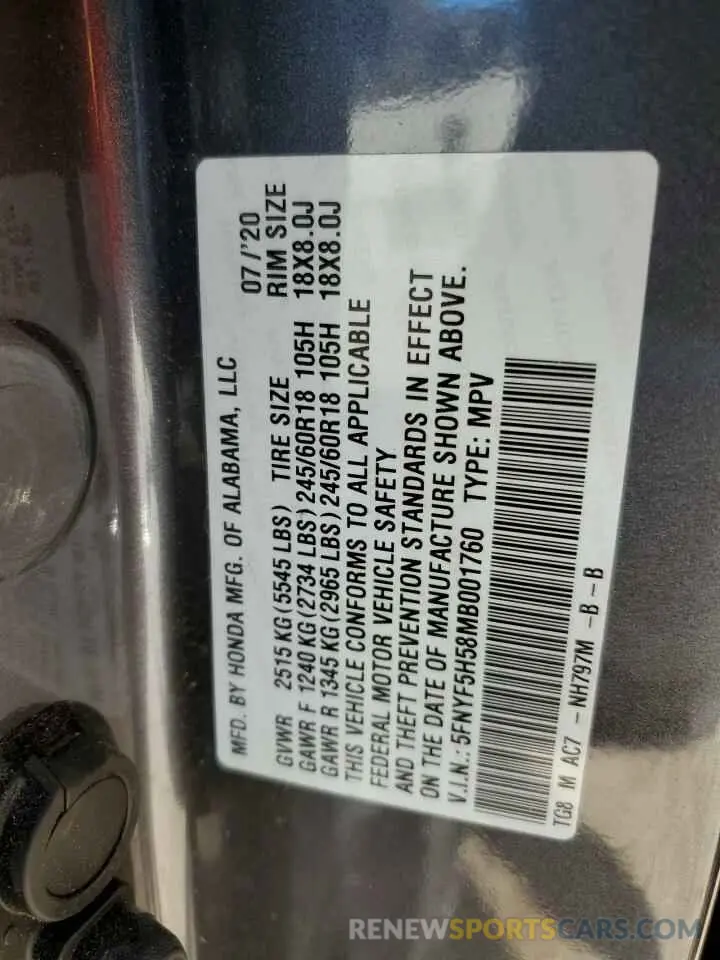 MFD. BY HONDA MFG. OF ALABAMA, LLC 07/'20
GVWR 2515 KG (5545 LBS) TIRE SIZE RIM SIZE
GAWR F 1240 KG (2734 LBS) 245/60R18 105H 18X8.0J
GAWR R 1345 KG (2965 LBS) 245/60R18 105H 18X8.0J
THIS VEHICLE CONFORMS TO ALL APPLICABLE
FEDERAL MOTOR VEHICLE SAFETY
AND THEFT PREVENTION STANDARDS IN EFFECT
ON THE DATE OF MANUFACTURE SHOWN ABOVE.
V.I.N.: 5FNYF5H58MB001760 TYPE: MPV
TG8 M AC7 - NH797M -B-B
RENEWSPORTSCARS.COM